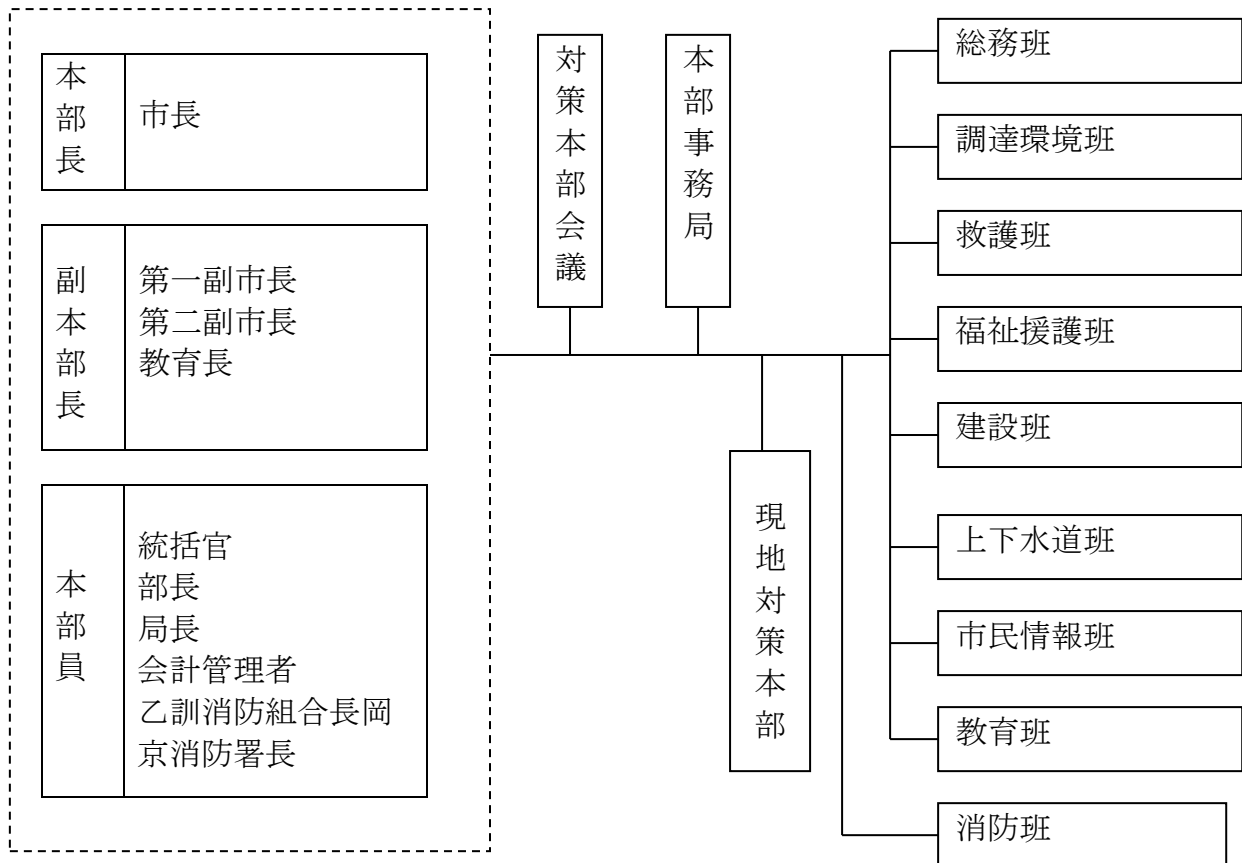 本部長
市長
副本部長
第一副市長
第二副市長
教育長
本部員
統括官
部長
局長
会計管理者
乙訓消防組合長岡
京消防署長
対策本部会議
本部事務局
現地対策本部
総務班
調達環境班
救護班
福祉援護班
建設班
上下水道班
市民情報班
教育班
消防班